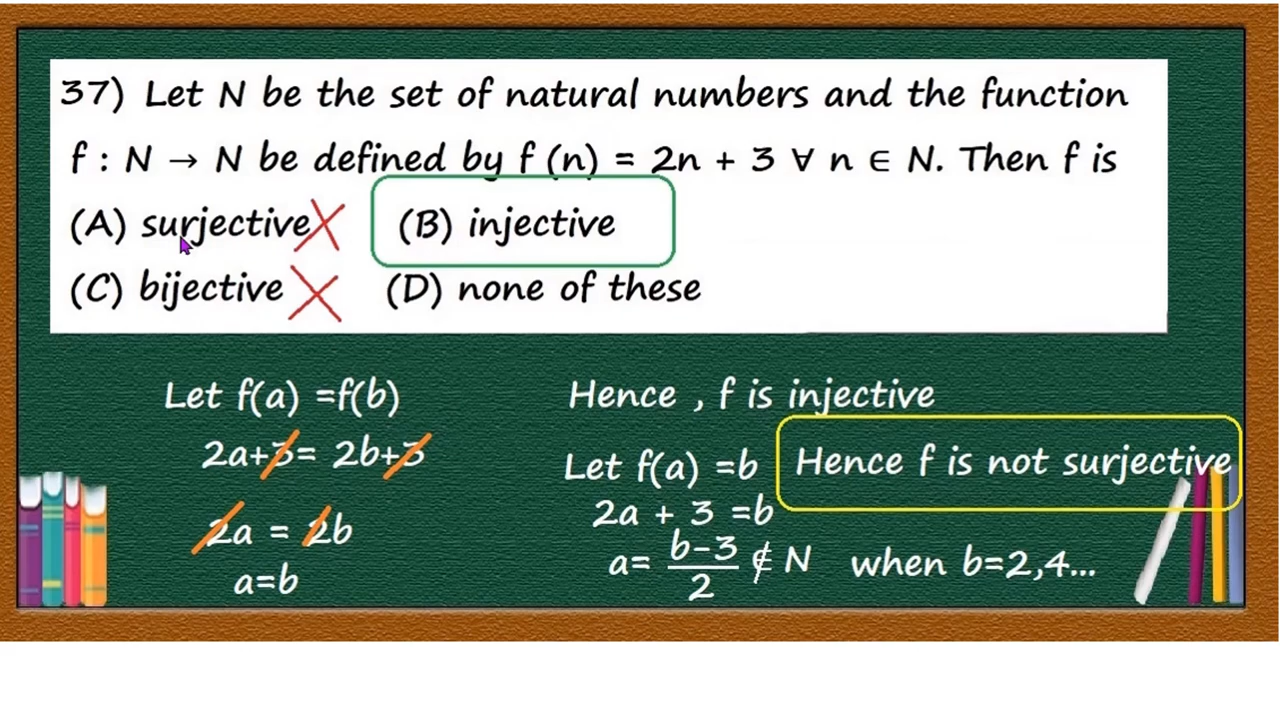 37) Let N be the set of natural numbers and the function
f : N → N be defined by f (n) = 2n + 3 ∀ n ∈ N. Then f is
(A) surjective (B) injective
(C) bijective (D) none of these
Let f(a) =f(b)
2a+3= 2b+3
2a = 2b
a=b
Hence , f is injective
Let f(a) =b
Hence f is not surjective
2a + 3 =b
a= b-3/2 ∉ N when b=2,4...